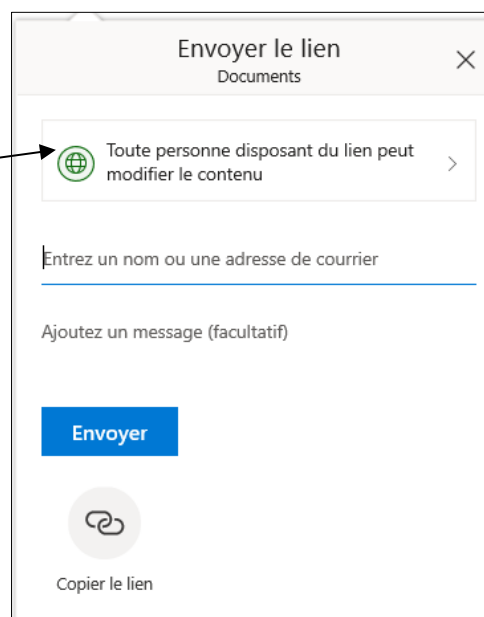 Envoyer le lien
Documents
Toute personne disposant du lien peut
modifier le contenu
Entrez un nom ou une adresse de courrier
Ajoutez un message (facultatif)
Envoyer
Copier le lien